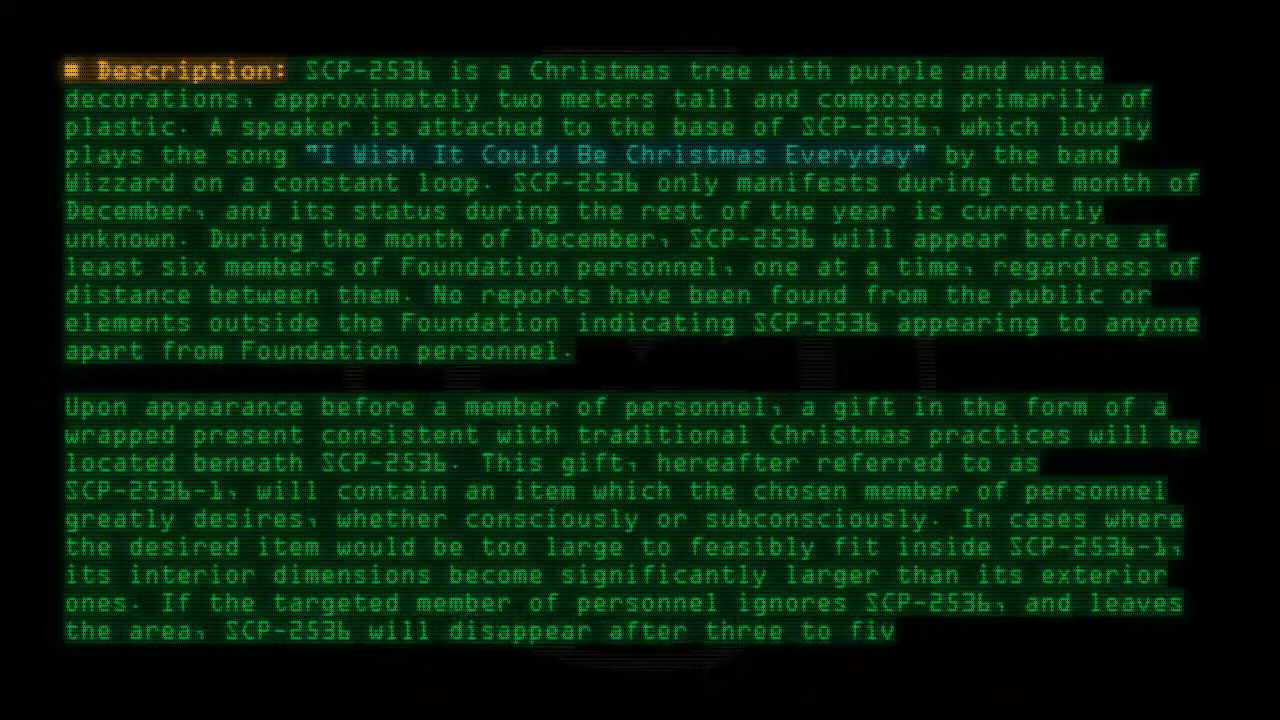 ■ Description: SCP-2536 is a Christmas tree with purple and white
decorations, approximately two meters tall and composed primarily of
plastic. A speaker is attached to the base of SCP-2536, which loudly
plays the song "I Wish It Could Be Christmas Everyday" by the band
Wizzard on a constant loop. SCP-2536 only manifests during the month of
December, and its status during the rest of the year is currently
unknown. During the month of December, SCP-2536 will appear before at
least six members of Foundation personnel, one at a time, regardless of
distance between them. No reports have been found from the public or
elements outside the Foundation indicating SCP-2536 appearing to anyone
apart from Foundation personnel.
Upon appearance before a member of personnel, a gift in the form of a
wrapped present consistent with traditional Christmas practices will be
located beneath SCP-2536. This gift, hereafter referred to as
SCP-2536-1, will contain an item which the chosen member of personnel
greatly desires, whether consciously or subconsciously. In cases where
the desired item would be too large to feasibly fit inside SCP-2536-1,
its interior dimensions become significantly larger than its exterior
ones. If the targeted member of personnel ignores SCP-2536, and leaves
the area, SCP-2536 will disappear after three to fiv